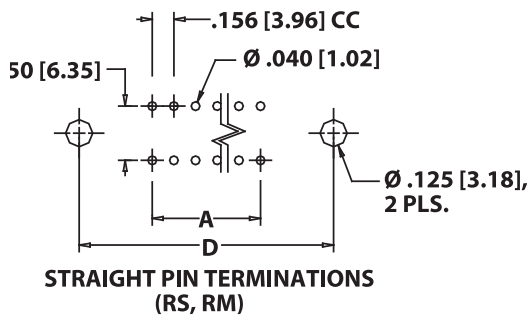 .156 [3.96] CC
50 [6.35]
Ø .040 [1.02]
Ø .125 [3.18],
2 PLS.
A
D
STRAIGHT PIN TERMINATIONS
(RS, RM)